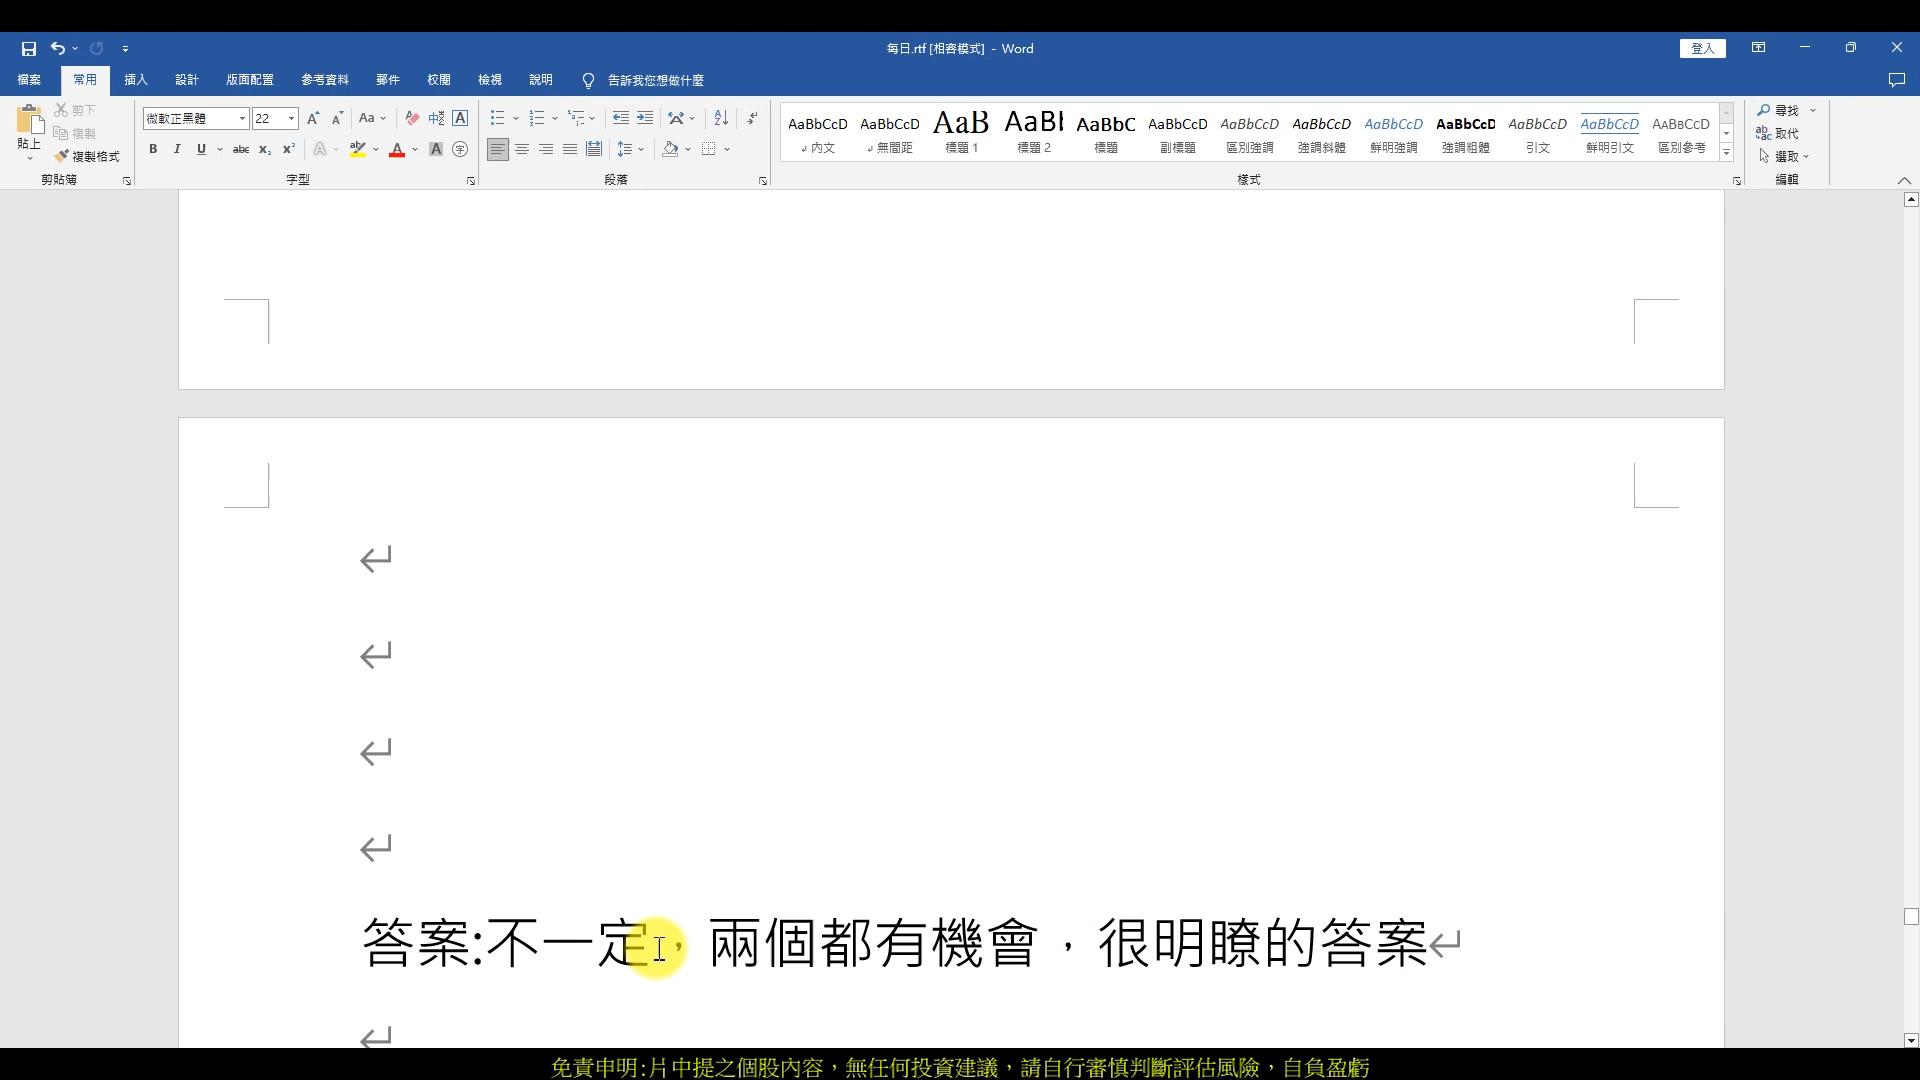 每日.rtf [相容模式] - Word
登入
檔案 常用 插入 設計 版面配置 參考資料 郵件 校閱 檢視 說明 告訴我您想做什麼
貼上
剪下
複製
複製格式
剪貼簿
微軟正黑體 22
字型
段落
AaBbCcD AaBbCcD AaB AaBl AaBbC AaBbCcD AaBbCcD AaBbCcD AaBbCcD AaBbCcD AaBbCcD AaBbCcD AaBbCcD
內文 無間距 標題 1 標題 2 標題 副標題 區別強調 強調斜體 鮮明強調 強調粗體 引文 鮮明引文 區別參考
樣式
尋找
取代
選取
編輯
答案:不一定，兩個都有機會，很明瞭的答案
免責申明:片中提之個股內容，無任何投資建議，請自行審慎判斷評估風險，自負盈虧